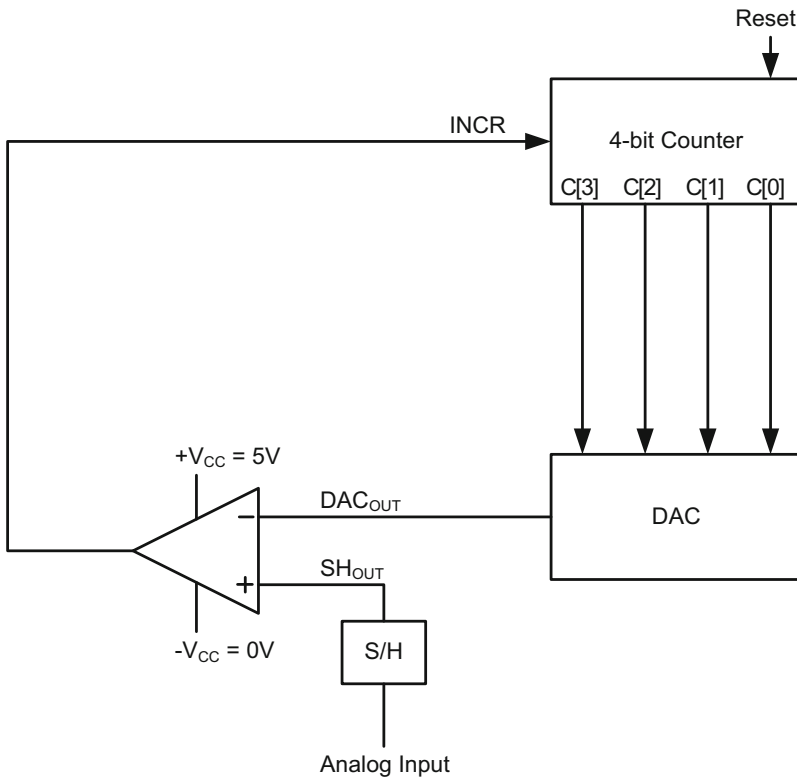 Reset
INCR
4-bit Counter
C[3] C[2] C[1] C[0]
+VCC = 5V
DACOUT
DAC
−
SHOUT
+
-VCC = 0V
S/H
Analog Input